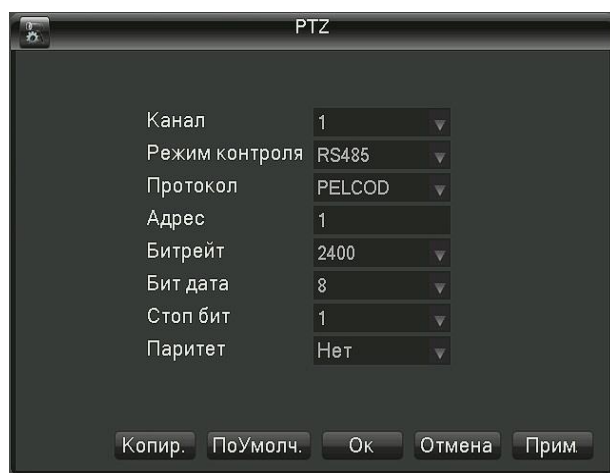 PTZ
Канал 1
Режим контроля RS485
Протокол PELCOD
Адрес 1
Битрейт 2400
Бит дата 8
Стоп бит 1
Паритет Нет
Копир. ПоУмолч. Ок Отмена Прим.